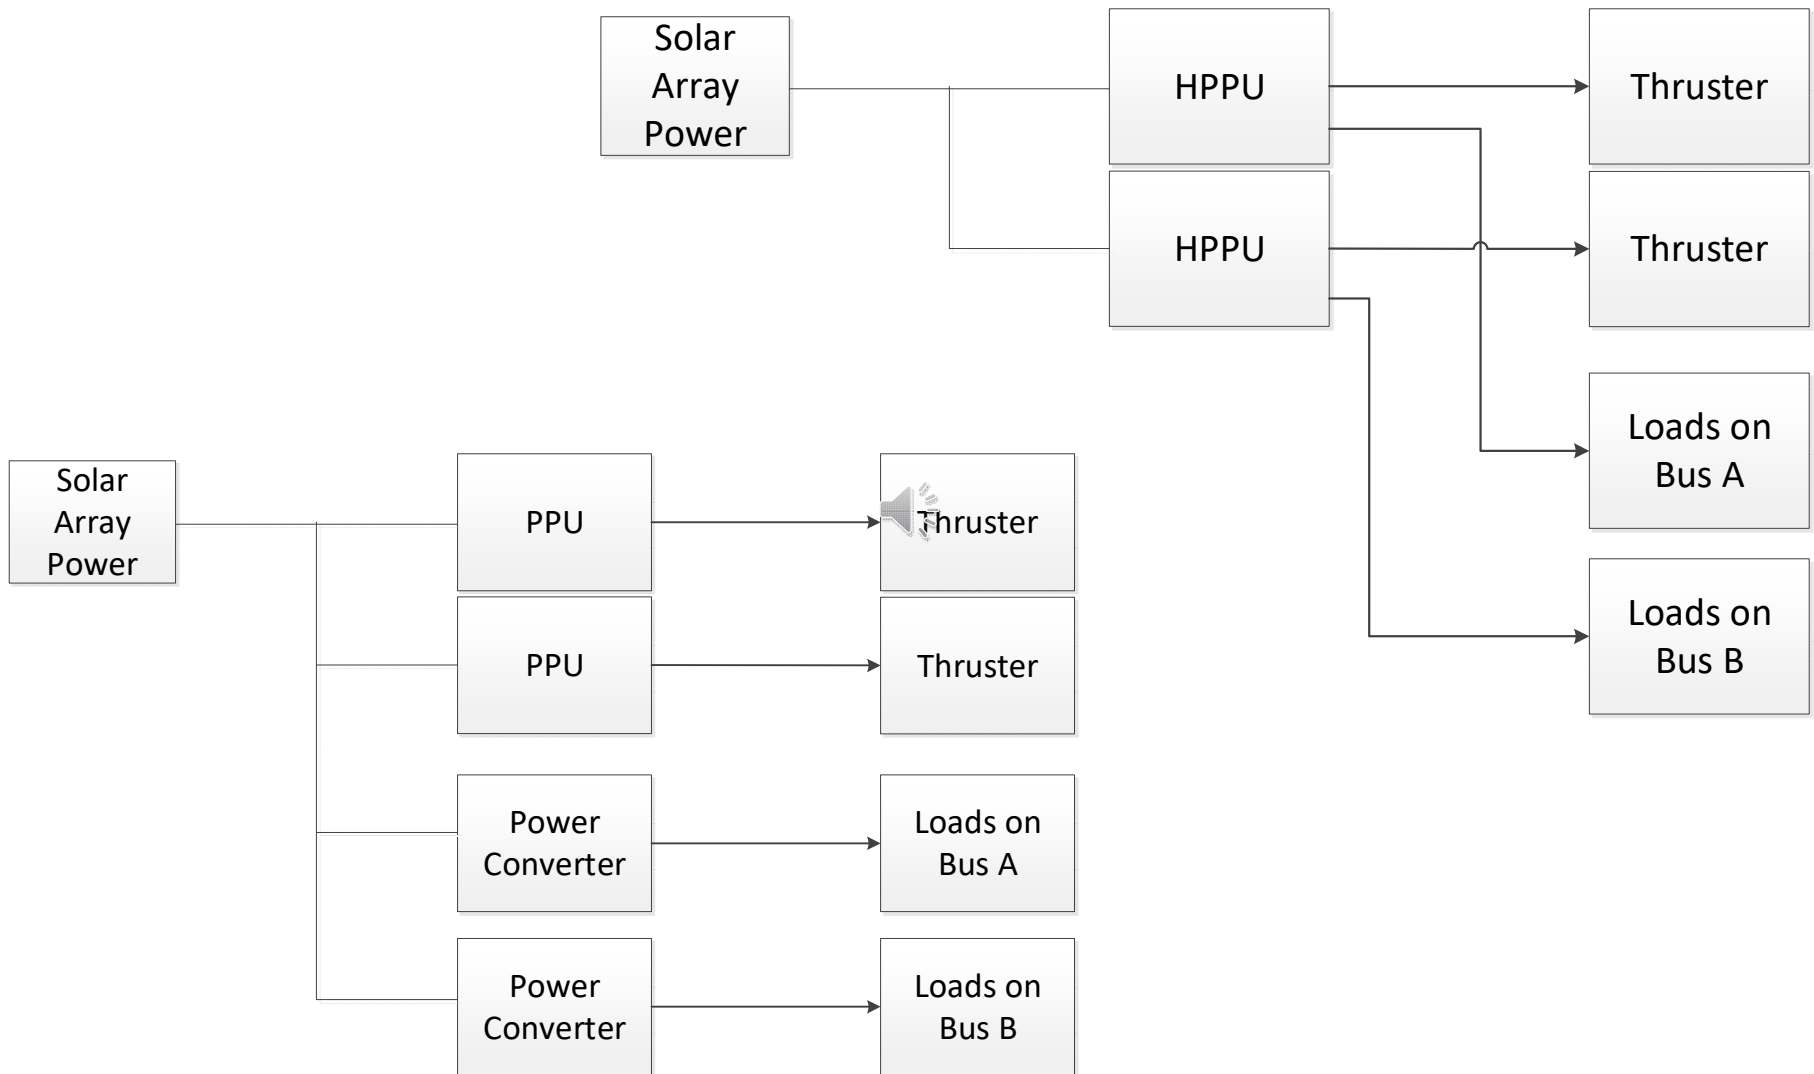 Solar
Array
Power
HPPU
Thruster
HPPU
Thruster
Loads on
Bus A
Loads on
Bus B
Solar
Array
Power
PPU
Thruster
PPU
Thruster
Power
Converter
Loads on
Bus A
Power
Converter
Loads on
Bus B